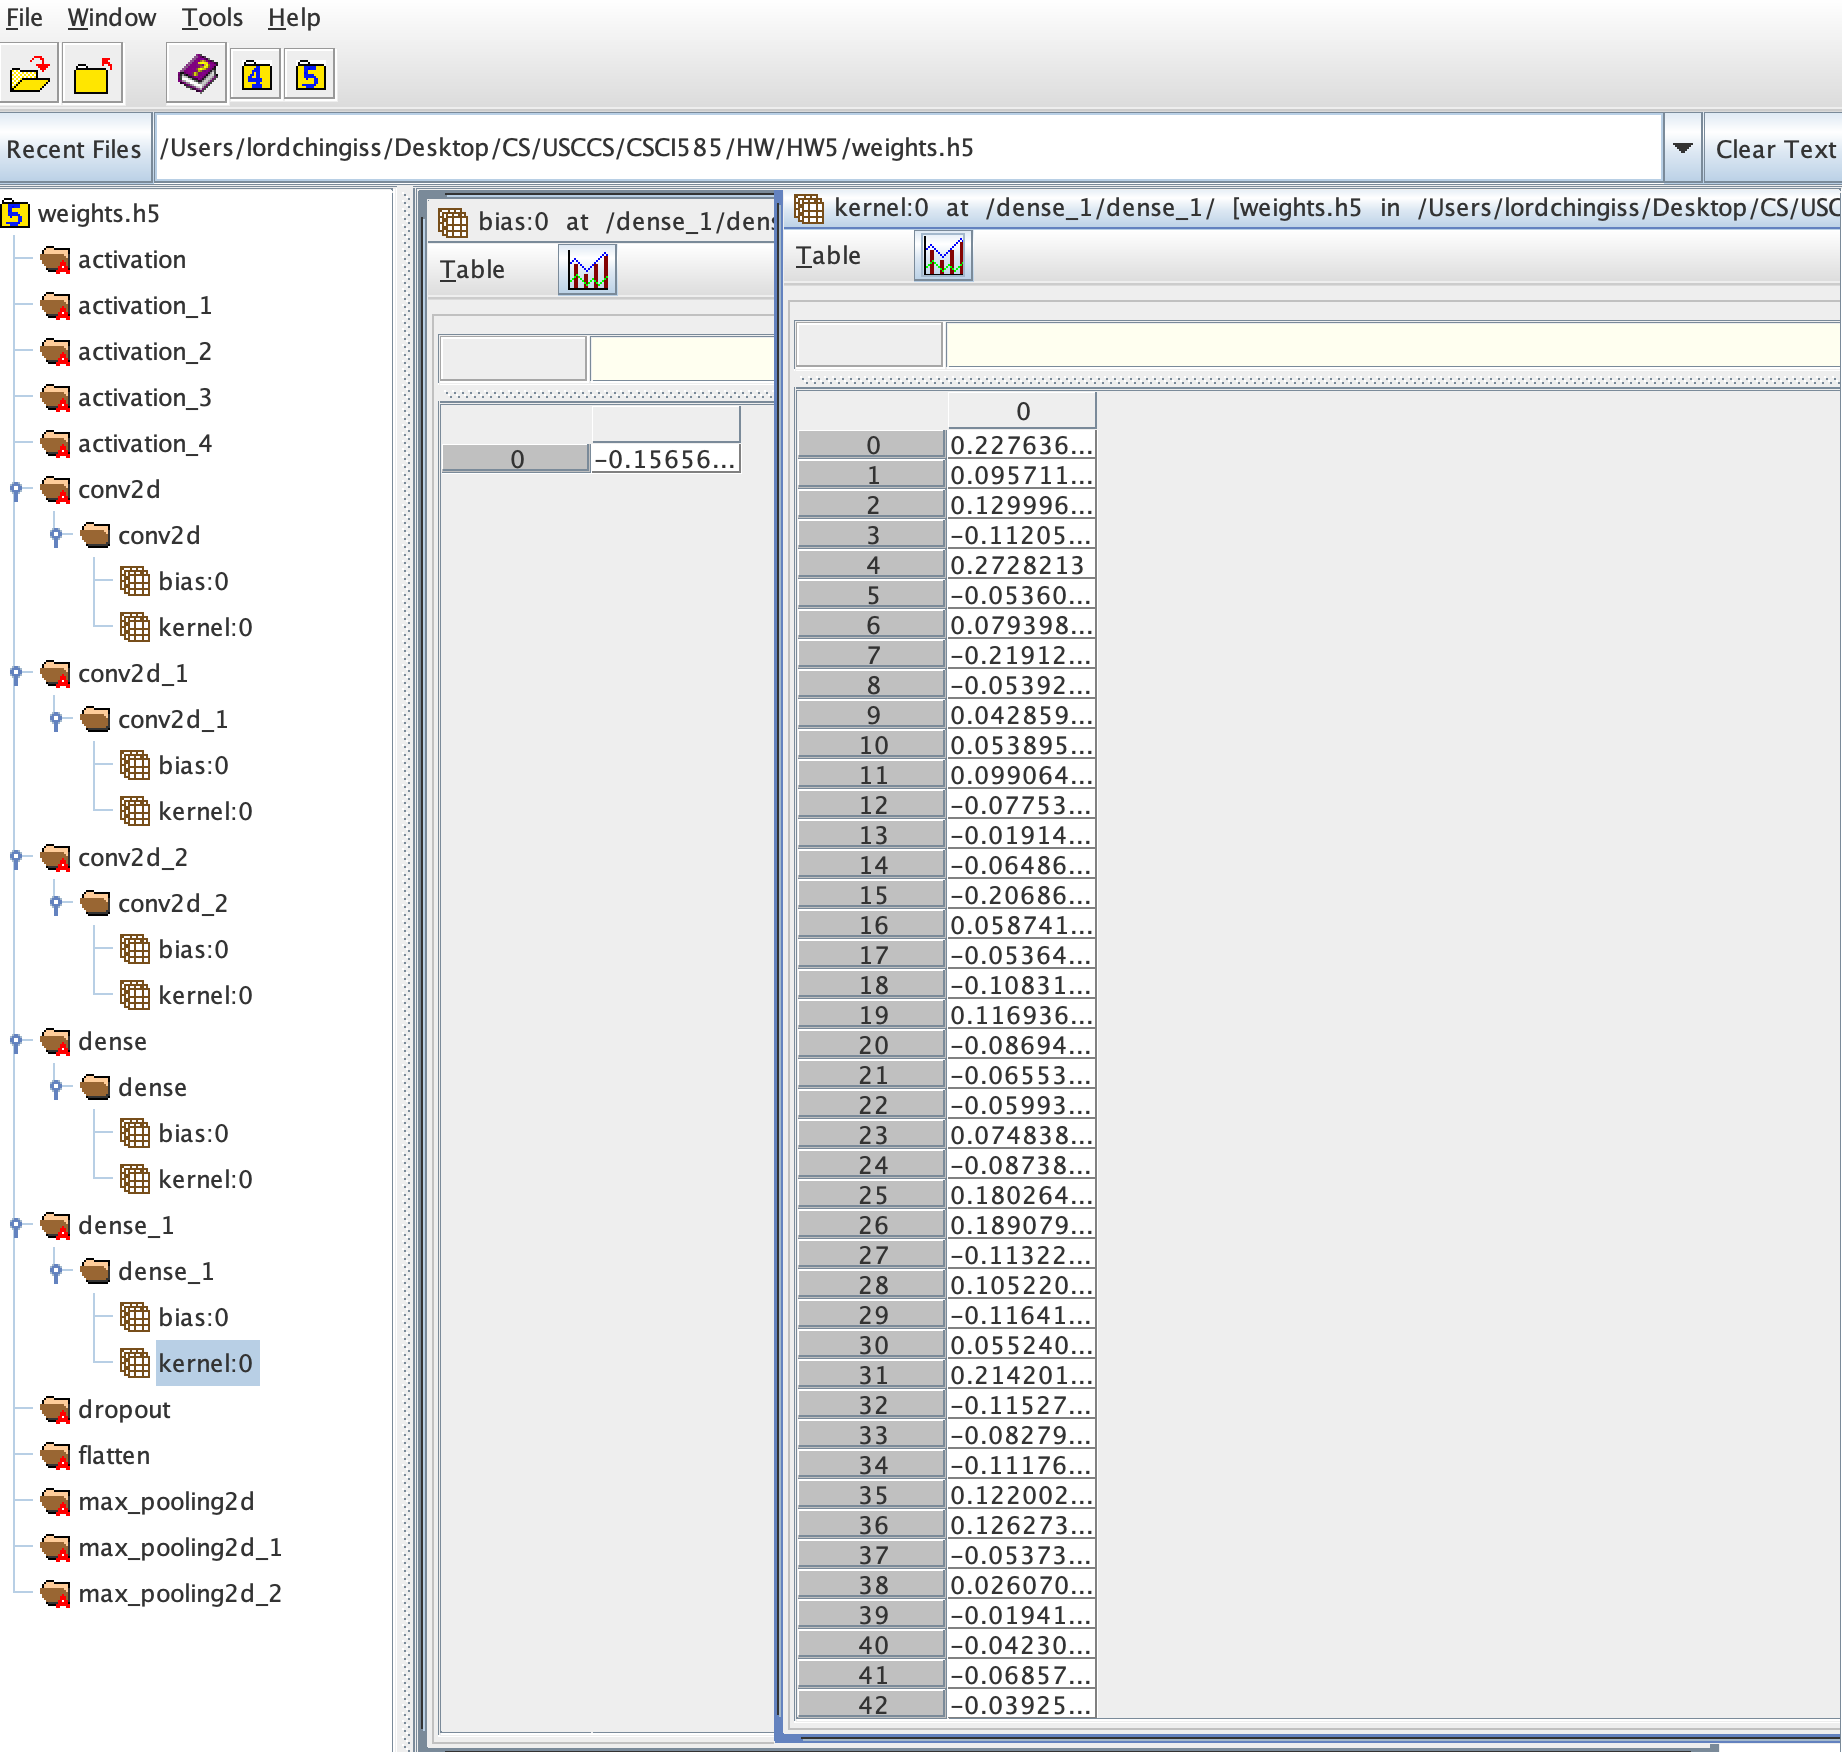 File Window Tools Help
4 5
Recent Files /Users/lordchingiss/Desktop/CS/USCCS/CSCI585/HW/HW5/weights.h5 Clear Text
5 weights.h5
activation
activation_1
activation_2
activation_3
activation_4
conv2d
conv2d
bias:0
kernel:0
conv2d_1
conv2d_1
bias:0
kernel:0
conv2d_2
conv2d_2
bias:0
kernel:0
dense
dense
bias:0
kernel:0
dense_1
dense_1
bias:0
kernel:0
dropout
flatten
max_pooling2d
max_pooling2d_1
max_pooling2d_2
bias:0 at /dense_1/dens
Table
0 -0.15656...
kernel:0 at /dense_1/dense_1/ [weights.h5 in /Users/lordchingiss/Desktop/CS/USC
Table
0
0 0.227636...
1 0.095711...
2 0.129996...
3 -0.11205...
4 0.2728213
5 -0.05360...
6 0.079398...
7 -0.21912...
8 -0.05392...
9 0.042859...
10 0.053895...
11 0.099064...
12 -0.07753...
13 -0.01914...
14 -0.06486...
15 -0.20686...
16 0.058741...
17 -0.05364...
18 -0.10831...
19 0.116936...
20 -0.08694...
21 -0.06553...
22 -0.05993...
23 0.074838...
24 -0.08738...
25 0.180264...
26 0.189079...
27 -0.11322...
28 0.105220...
29 -0.11641...
30 0.055240...
31 0.214201...
32 -0.11527...
33 -0.08279...
34 -0.11176...
35 0.122002...
36 0.126273...
37 -0.05373...
38 0.026070...
39 -0.01941...
40 -0.04230...
41 -0.06857...
42 -0.03925...